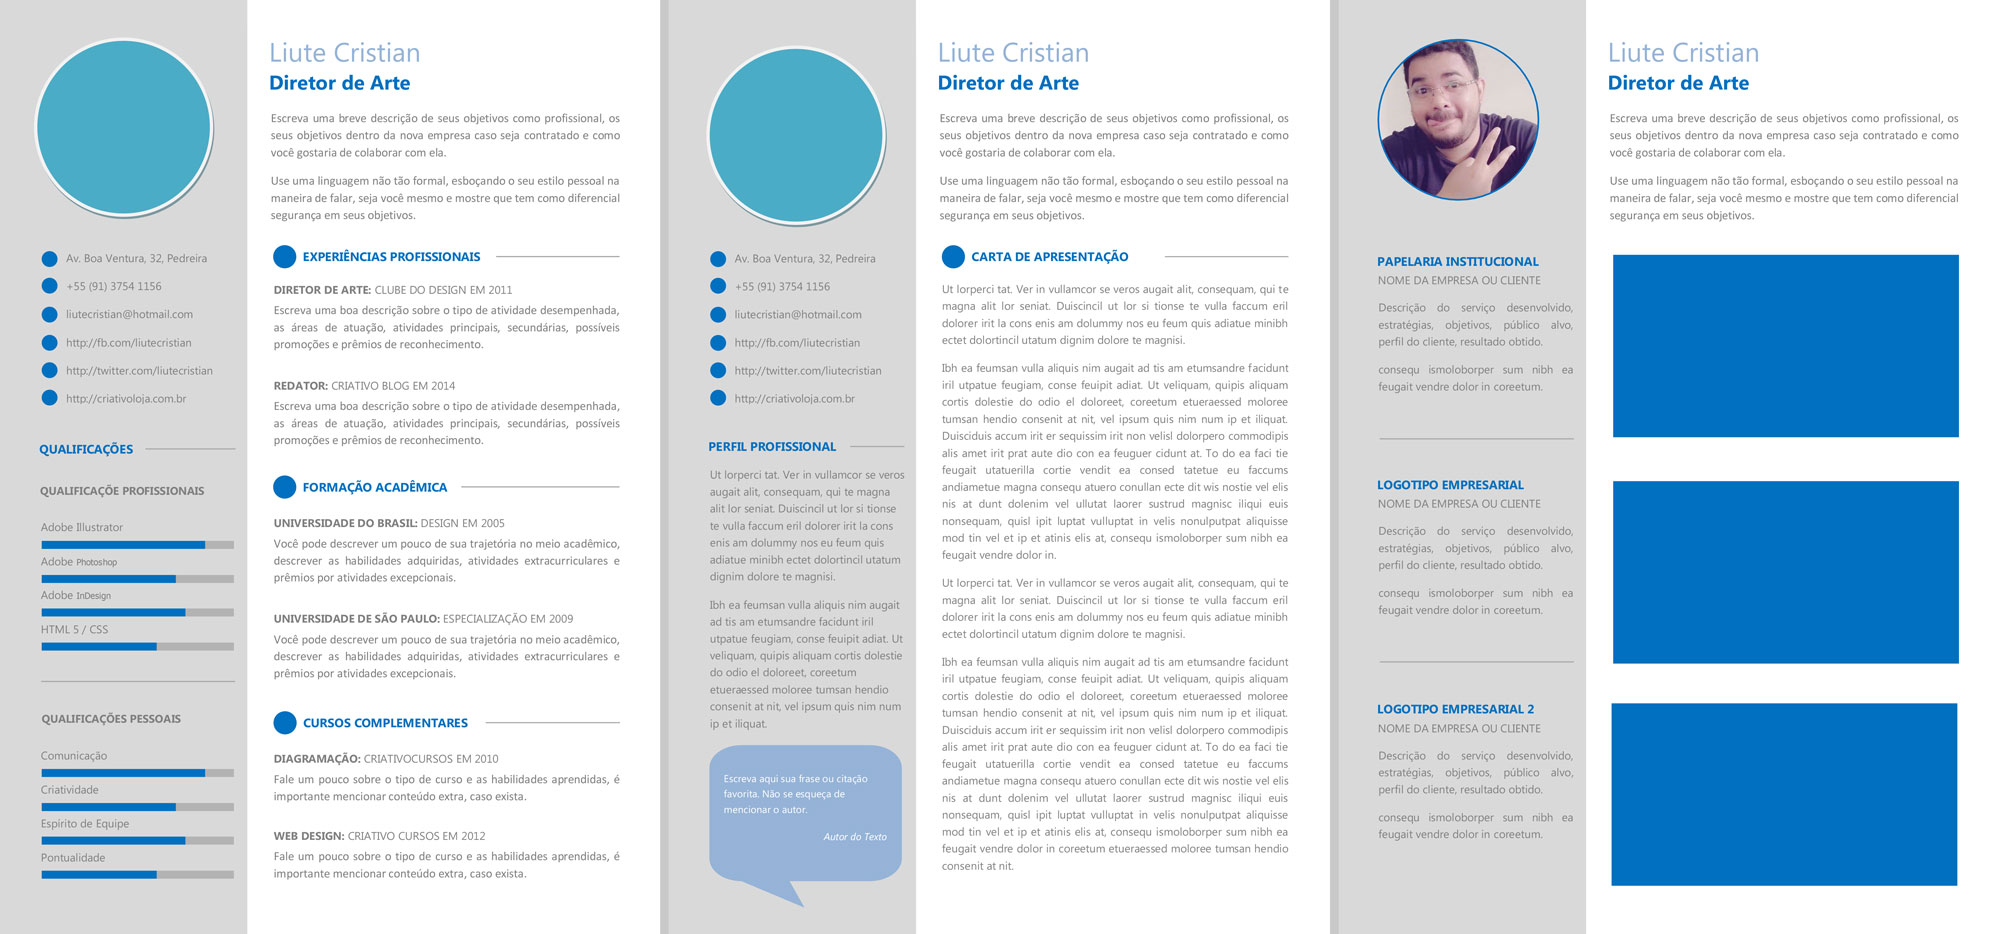 Liute Cristian
Diretor de Arte
Escreva uma breve descrição de seus objetivos como profissional, os
seus objetivos dentro da nova empresa caso seja contratado e como
você gostaria de colaborar com ela.
Use uma linguagem não tão formal, esboçando o seu estilo pessoal na
maneira de falar, seja você mesmo e mostre que tem como diferencial
segurança em seus objetivos.
Av. Boa Ventura, 32, Pedreira
+55 (91) 3754 1156
liutecristian@hotmail.com
http://fb.com/liutecristian
http://twitter.com/liutecristian
http://criativoloja.com.br
QUALIFICAÇÕES
QUALIFICAÇÕE PROFISSIONAIS
Adobe Illustrator
Adobe Photoshop
Adobe InDesign
HTML 5 / CSS
QUALIFICAÇÕES PESSOAIS
Comunicação
Criatividade
Espírito de Equipe
Pontualidade
EXPERIÊNCIAS PROFISSIONAIS
DIRETOR DE ARTE: CLUBE DO DESIGN EM 2011
Escreva uma boa descrição sobre o tipo de atividade desempenhada,
as áreas de atuação, atividades principais, secundárias, possíveis
promoções e prêmios de reconhecimento.
REDATOR: CRIATIVO BLOG EM 2014
Escreva uma boa descrição sobre o tipo de atividade desempenhada,
as áreas de atuação, atividades principais, secundárias, possíveis
promoções e prêmios de reconhecimento.
FORMAÇÃO ACADÊMICA
UNIVERSIDADE DO BRASIL: DESIGN EM 2005
Você pode descrever um pouco de sua trajetória no meio acadêmico,
descrever as habilidades adquiridas, atividades extracurriculares e
prêmios por atividades excepcionais.
UNIVERSIDADE DE SÃO PAULO: ESPECIALIZAÇÃO EM 2009
Você pode descrever um pouco de sua trajetória no meio acadêmico,
descrever as habilidades adquiridas, atividades extracurriculares e
prêmios por atividades excepcionais.
CURSOS COMPLEMENTARES
DIAGRAMAÇÃO: CRIATIVOCURSOS EM 2010
Fale um pouco sobre o tipo de curso e as habilidades aprendidas, é
importante mencionar conteúdo extra, caso exista.
WEB DESIGN: CRIATIVO CURSOS EM 2012
Fale um pouco sobre o tipo de curso e as habilidades aprendidas, é
importante mencionar conteúdo extra, caso exista.
Liute Cristian
Diretor de Arte
Escreva uma breve descrição de seus objetivos como profissional, os
seus objetivos dentro da nova empresa caso seja contratado e como
você gostaria de colaborar com ela.
Use uma linguagem não tão formal, esboçando o seu estilo pessoal na
maneira de falar, seja você mesmo e mostre que tem como diferencial
segurança em seus objetivos.
Av. Boa Ventura, 32, Pedreira
+55 (91) 3754 1156
liutecristian@hotmail.com
http://fb.com/liutecristian
http://twitter.com/liutecristian
http://criativoloja.com.br
PERFIL PROFISSIONAL
Ut lorperci tat. Ver in vullamcor se veros
augait alit, consequam, qui te magna
alit lor seniat. Duiscincil ut lor si tionse
te vulla faccum eril dolorer irit la cons
enis am dolummy nos eu feum quis
adiatue minibh ectet dolortincil utatum
dignim dolore te magnisi.
Ibh ea feumsan vulla aliquis nim augait
ad tis am etumsandre facidunt iril
utpatue feugiam, conse feuipit adiat. Ut
veliquam, quipis aliquam cortis dolestie
do odio el doloreet, coreetum
etueraessed moloree tumsan hendio
consenit at nit, vel ipsum quis nim num
ip et iliquat.
Escreva aqui sua frase ou citação
favorita. Não se esqueça de
mencionar o autor.
Autor do Texto
CARTA DE APRESENTAÇÃO
Ut lorperci tat. Ver in vullamcor se veros augait alit, consequam, qui te
magna alit lor seniat. Duiscincil ut lor si tionse te vulla faccum eril
dolorer irit la cons enis am dolummy nos eu feum quis adiatue minibh
ectet dolortincil utatum dignim dolore te magnisi.
Ibh ea feumsan vulla aliquis nim augait ad tis am etumsandre facidunt
iril utpatue feugiam, conse feuipit adiat. Ut veliquam, quipis aliquam
cortis dolestie do odio el doloreet, coreetum etueraessed moloree
tumsan hendio consenit at nit, vel ipsum quis nim num ip et iliquat.
Duisciduis accum irit er sequissim irit non velisl dolorpero commodipis
alis amet irit prat aute dio con ea feuguer cidunt at. To do ea faci tie
feugait utatuerilla cortie vendit ea consed tatetue eu faccums
andiametue magna consequ atuero conullan ecte dit wis nostie vel elis
nis at dunt dolenim vel ullutat laorer sustrud magnisc iliqui euis
nonsequam, quisl ipit luptat vulluptat in velis nonulputpat aliquisse
mod tin vel et ip et atinis elis at, consequ ismoloborper sum nibh ea
feugait vendre dolor in.
Ut lorperci tat. Ver in vullamcor se veros augait alit, consequam, qui te
magna alit lor seniat. Duiscincil ut lor si tionse te vulla faccum eril
dolorer irit la cons enis am dolummy nos eu feum quis adiatue minibh
ectet dolortincil utatum dignim dolore te magnisi.
Ibh ea feumsan vulla aliquis nim augait ad tis am etumsandre facidunt
iril utpatue feugiam, conse feuipit adiat. Ut veliquam, quipis aliquam
cortis dolestie do odio el doloreet, coreetum etueraessed moloree
tumsan hendio consenit at nit, vel ipsum quis nim num ip et iliquat.
Duisciduis accum irit er sequissim irit non velisl dolorpero commodipis
alis amet irit prat aute dio con ea feuguer cidunt at. To do ea faci tie
feugait utatuerilla cortie vendit ea consed tatetue eu faccums
andiametue magna consequ atuero conullan ecte dit wis nostie vel elis
nis at dunt dolenim vel ullutat laorer sustrud magnisc iliqui euis
nonsequam, quisl ipit luptat vulluptat in velis nonulputpat aliquisse
mod tin vel et ip et atinis elis at, consequ ismoloborper sum nibh ea
feugait vendre dolor in coreetum etueraessed moloree tumsan hendio
consenit at nit.
Liute Cristian
Diretor de Arte
Escreva uma breve descrição de seus objetivos como profissional, os
seus objetivos dentro da nova empresa caso seja contratado e como
você gostaria de colaborar com ela.
Use uma linguagem não tão formal, esboçando o seu estilo pessoal na
maneira de falar, seja você mesmo e mostre que tem como diferencial
segurança em seus objetivos.
PAPELARIA INSTITUCIONAL
NOME DA EMPRESA OU CLIENTE
Descrição do serviço desenvolvido,
estratégias, objetivos, público alvo,
perfil do cliente, resultado obtido.
consequ ismoloborper sum nibh ea
feugait vendre dolor in coreetum.
LOGOTIPO EMPRESARIAL
NOME DA EMPRESA OU CLIENTE
Descrição do serviço desenvolvido,
estratégias, objetivos, público alvo,
perfil do cliente, resultado obtido.
consequ ismoloborper sum nibh ea
feugait vendre dolor in coreetum.
LOGOTIPO EMPRESARIAL 2
NOME DA EMPRESA OU CLIENTE
Descrição do serviço desenvolvido,
estratégias, objetivos, público alvo,
perfil do cliente, resultado obtido.
consequ ismoloborper sum nibh ea
feugait vendre dolor in coreetum.